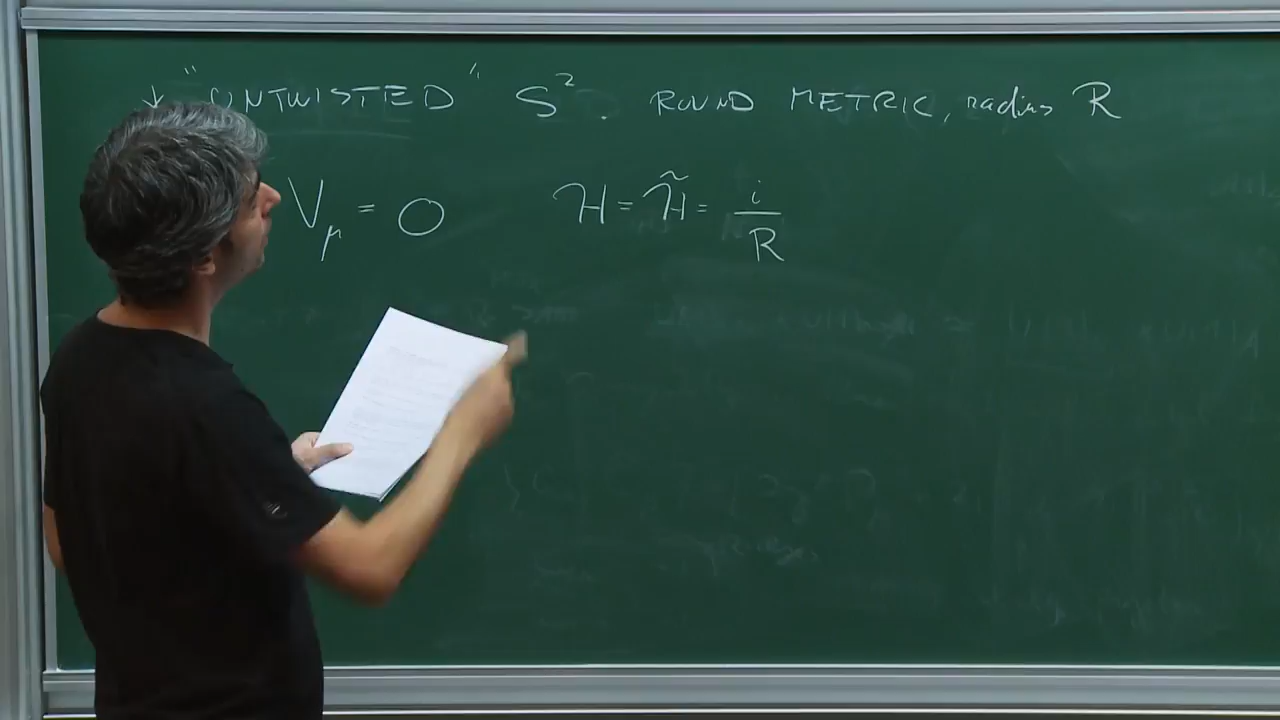 ↓ "UNTWISTED" S². ROUND METRIC, radius R
V_μ = 0 H = H̃ = i/R